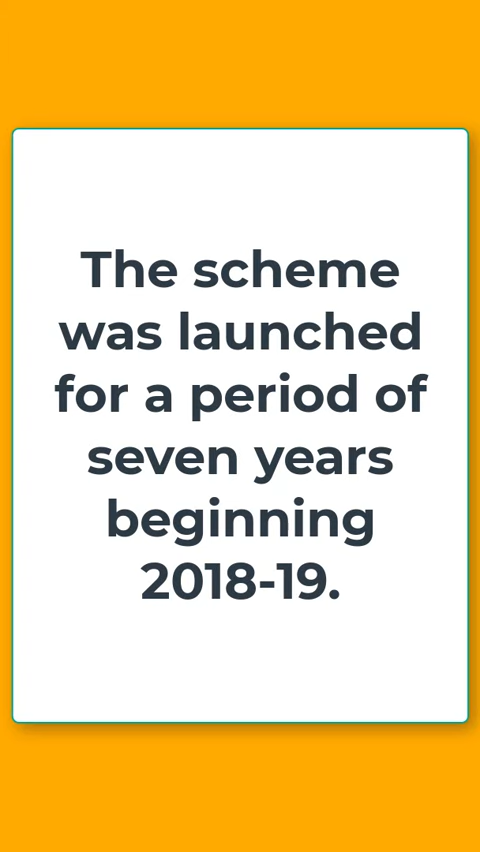 The scheme
was launched
for a period of
seven years
beginning
2018-19.